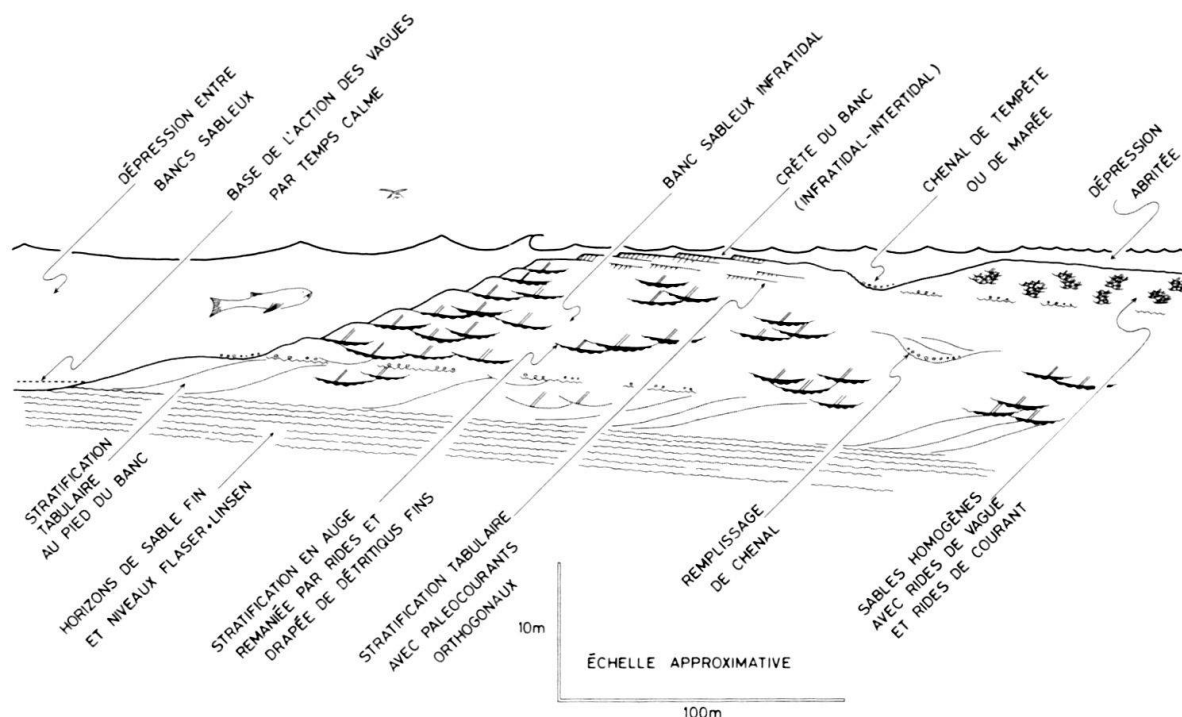 DÉPRESSION ENTRE
BANCS SABLEUX
BASE DE L'ACTION DES VAGUES
PAR TEMPS CALME
BANC SABLEUX INFRATIDAL
CRÊTE DU BANC
(INFRATIDAL-INTERTIDAL)
CHENAL DE TEMPÊTE
OU DE MARÉE
DÉPRESSION
ABRITÉE
STRATIFICATION
TABULAIRE
AU PIED DU BANC
HORIZONS DE SABLE FIN
ET NIVEAUX FLASER+LINSEN
STRATIFICATION EN AUGE
REMANIÉE PAR RIDES ET
DRAPÉE DE DÉTRITIQUS FINS
STRATIFICATION TABULAIRE
AVEC PALEOCOURANTS
ORTHOGONAUX
REMPLISSAGE
DE CHENAL
SABLES HOMOGÈNES
AVEC RIDES DE VAGUE
ET RIDES DE COURANT
10m
ÉCHELLE APPROXIMATIVE
100m